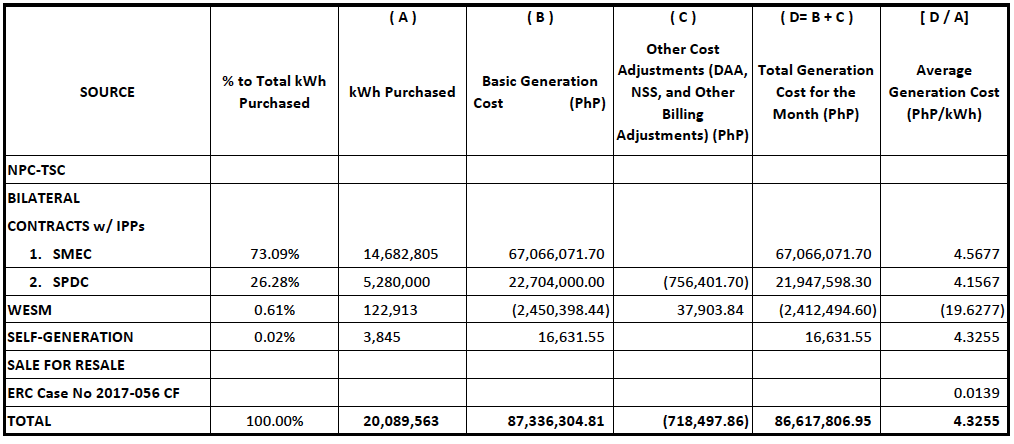 ( A ) ( B ) ( C ) ( D= B + C ) [ D / A]
SOURCE % to Total kWh Purchased kWh Purchased Basic Generation Cost (PhP) Other Cost Adjustments (DAA, NSS, and Other Billing Adjustments) (PhP) Total Generation Cost for the Month (PhP) Average Generation Cost (PhP/kWh)
NPC-TSC
BILATERAL
CONTRACTS w/ IPPs
1. SMEC 73.09% 14,682,805 67,066,071.70 67,066,071.70 4.5677
2. SPDC 26.28% 5,280,000 22,704,000.00 (756,401.70) 21,947,598.30 4.1567
WESM 0.61% 122,913 (2,450,398.44) 37,903.84 (2,412,494.60) (19.6277)
SELF-GENERATION 0.02% 3,845 16,631.55 16,631.55 4.3255
SALE FOR RESALE
ERC Case No 2017-056 CF 0.0139
TOTAL 100.00% 20,089,563 87,336,304.81 (718,497.86) 86,617,806.95 4.3255